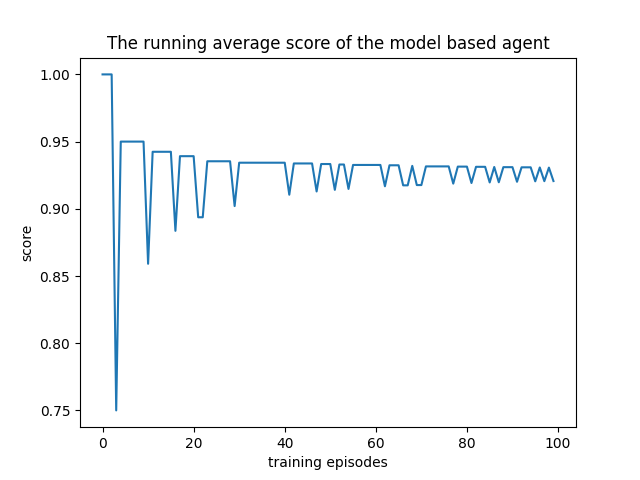 The running average score of the model based agent
1.00
0.95
0.90
0.85
0.80
0.75
score
0 20 40 60 80 100
training episodes